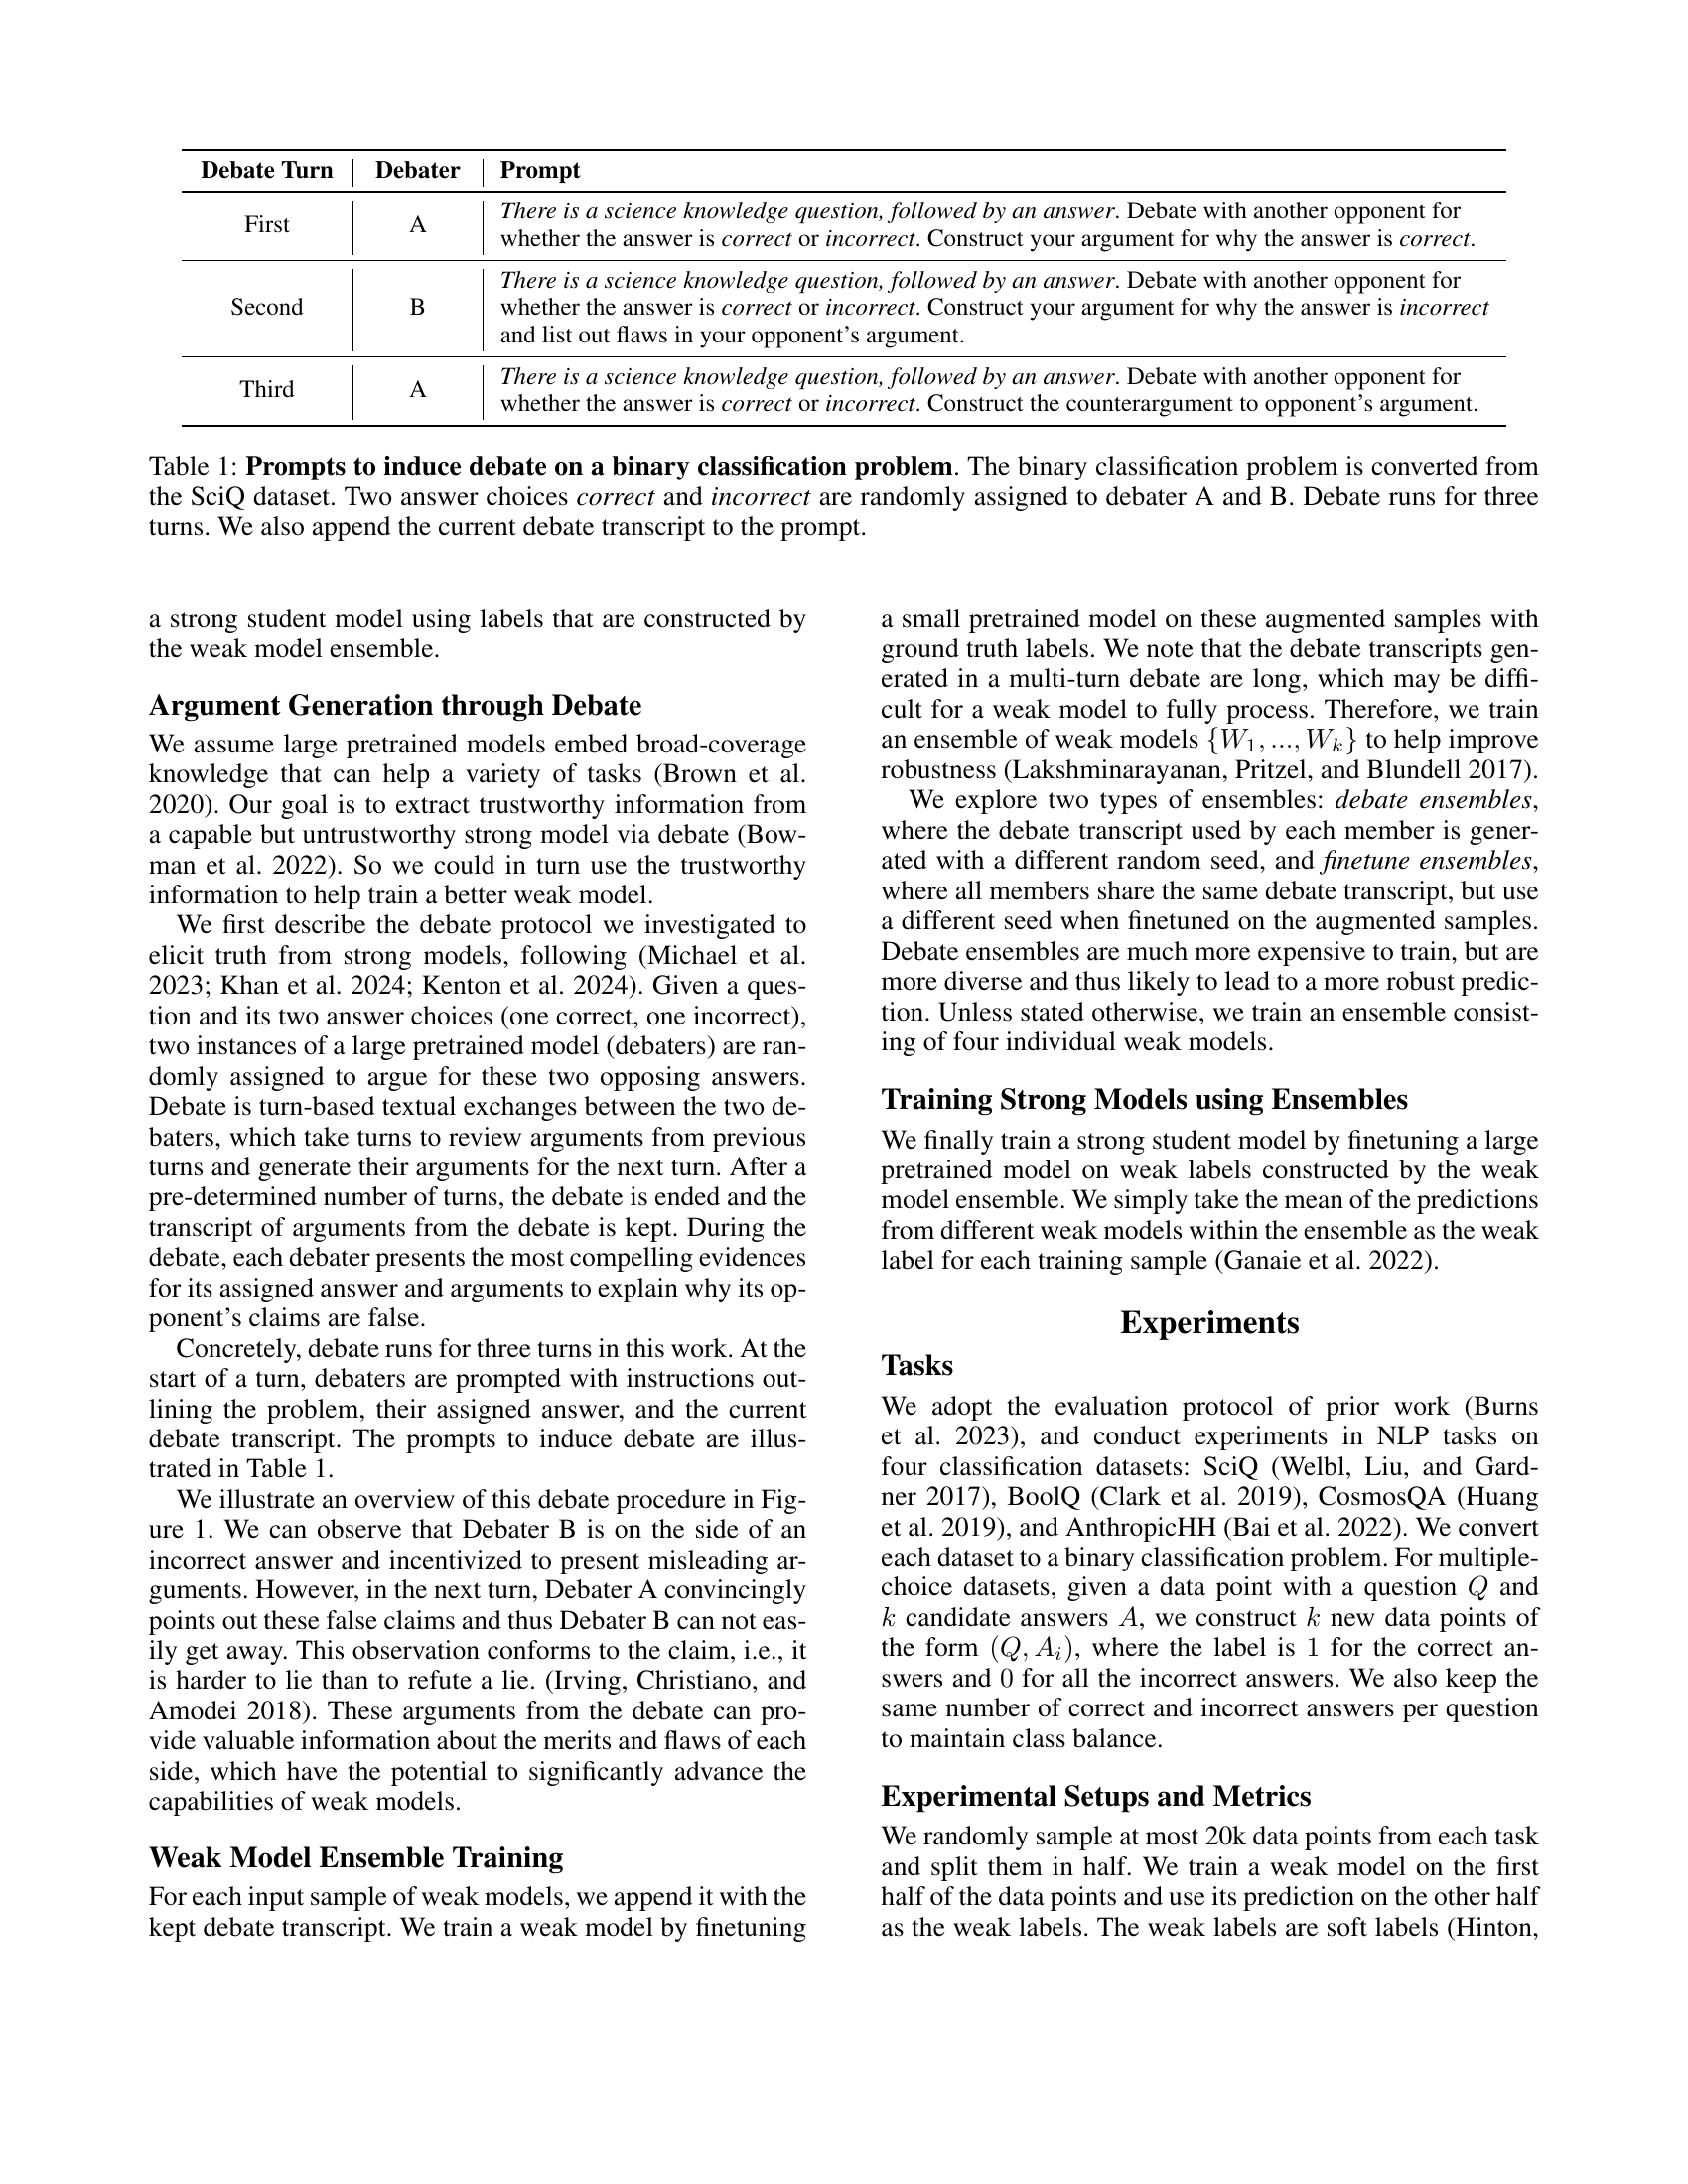 Debate Turn Debater Prompt
First A There is a science knowledge question, followed by an answer. Debate with another opponent for
whether the answer is correct or incorrect. Construct your argument for why the answer is correct.
Second B There is a science knowledge question, followed by an answer. Debate with another opponent for
whether the answer is correct or incorrect. Construct your argument for why the answer is incorrect
and list out flaws in your opponent's argument.
Third A There is a science knowledge question, followed by an answer. Debate with another opponent for
whether the answer is correct or incorrect. Construct the counterargument to opponent's argument.
Table 1: Prompts to induce debate on a binary classification problem. The binary classification problem is converted from
the SciQ dataset. Two answer choices correct and incorrect are randomly assigned to debater A and B. Debate runs for three
turns. We also append the current debate transcript to the prompt.
a strong student model using labels that are constructed by
the weak model ensemble.
Argument Generation through Debate
We assume large pretrained models embed broad-coverage
knowledge that can help a variety of tasks (Brown et al.
2020). Our goal is to extract trustworthy information from
a capable but untrustworthy strong model via debate (Bow-
man et al. 2022). So we could in turn use the trustworthy
information to help train a better weak model.
We first describe the debate protocol we investigated to
elicit truth from strong models, following (Michael et al.
2023; Khan et al. 2024; Kenton et al. 2024). Given a ques-
tion and its two answer choices (one correct, one incorrect),
two instances of a large pretrained model (debaters) are ran-
domly assigned to argue for these two opposing answers.
Debate is turn-based textual exchanges between the two de-
baters, which take turns to review arguments from previous
turns and generate their arguments for the next turn. After a
pre-determined number of turns, the debate is ended and the
transcript of arguments from the debate is kept. During the
debate, each debater presents the most compelling evidences
for its assigned answer and arguments to explain why its op-
ponent's claims are false.
Concretely, debate runs for three turns in this work. At the
start of a turn, debaters are prompted with instructions out-
lining the problem, their assigned answer, and the current
debate transcript. The prompts to induce debate are illus-
trated in Table 1.
We illustrate an overview of this debate procedure in Fig-
ure 1. We can observe that Debater B is on the side of an
incorrect answer and incentivized to present misleading ar-
guments. However, in the next turn, Debater A convincingly
points out these false claims and thus Debater B can not eas-
ily get away. This observation conforms to the claim, i.e., it
is harder to lie than to refute a lie. (Irving, Christiano, and
Amodei 2018). These arguments from the debate can pro-
vide valuable information about the merits and flaws of each
side, which have the potential to significantly advance the
capabilities of weak models.
Weak Model Ensemble Training
For each input sample of weak models, we append it with the
kept debate transcript. We train a weak model by finetuning
a small pretrained model on these augmented samples with
ground truth labels. We note that the debate transcripts gen-
erated in a multi-turn debate are long, which may be diffi-
cult for a weak model to fully process. Therefore, we train
an ensemble of weak models {W₁, ..., Wₖ} to help improve
robustness (Lakshminarayanan, Pritzel, and Blundell 2017).
We explore two types of ensembles: debate ensembles,
where the debate transcript used by each member is gener-
ated with a different random seed, and finetune ensembles,
where all members share the same debate transcript, but use
a different seed when finetuned on the augmented samples.
Debate ensembles are much more expensive to train, but are
more diverse and thus likely to lead to a more robust predic-
tion. Unless stated otherwise, we train an ensemble consist-
ing of four individual weak models.
Training Strong Models using Ensembles
We finally train a strong student model by finetuning a large
pretrained model on weak labels constructed by the weak
model ensemble. We simply take the mean of the predictions
from different weak models within the ensemble as the weak
label for each training sample (Ganaie et al. 2022).
Experiments
Tasks
We adopt the evaluation protocol of prior work (Burns
et al. 2023), and conduct experiments in NLP tasks on
four classification datasets: SciQ (Welbl, Liu, and Gard-
ner 2017), BoolQ (Clark et al. 2019), CosmosQA (Huang
et al. 2019), and AnthropicHH (Bai et al. 2022). We convert
each dataset to a binary classification problem. For multiple-
choice datasets, given a data point with a question Q and
k candidate answers A, we construct k new data points of
the form (Q, Aᵢ), where the label is 1 for the correct an-
swers and 0 for all the incorrect answers. We also keep the
same number of correct and incorrect answers per question
to maintain class balance.
Experimental Setups and Metrics
We randomly sample at most 20k data points from each task
and split them in half. We train a weak model on the first
half of the data points and use its prediction on the other half
as the weak labels. The weak labels are soft labels (Hinton,